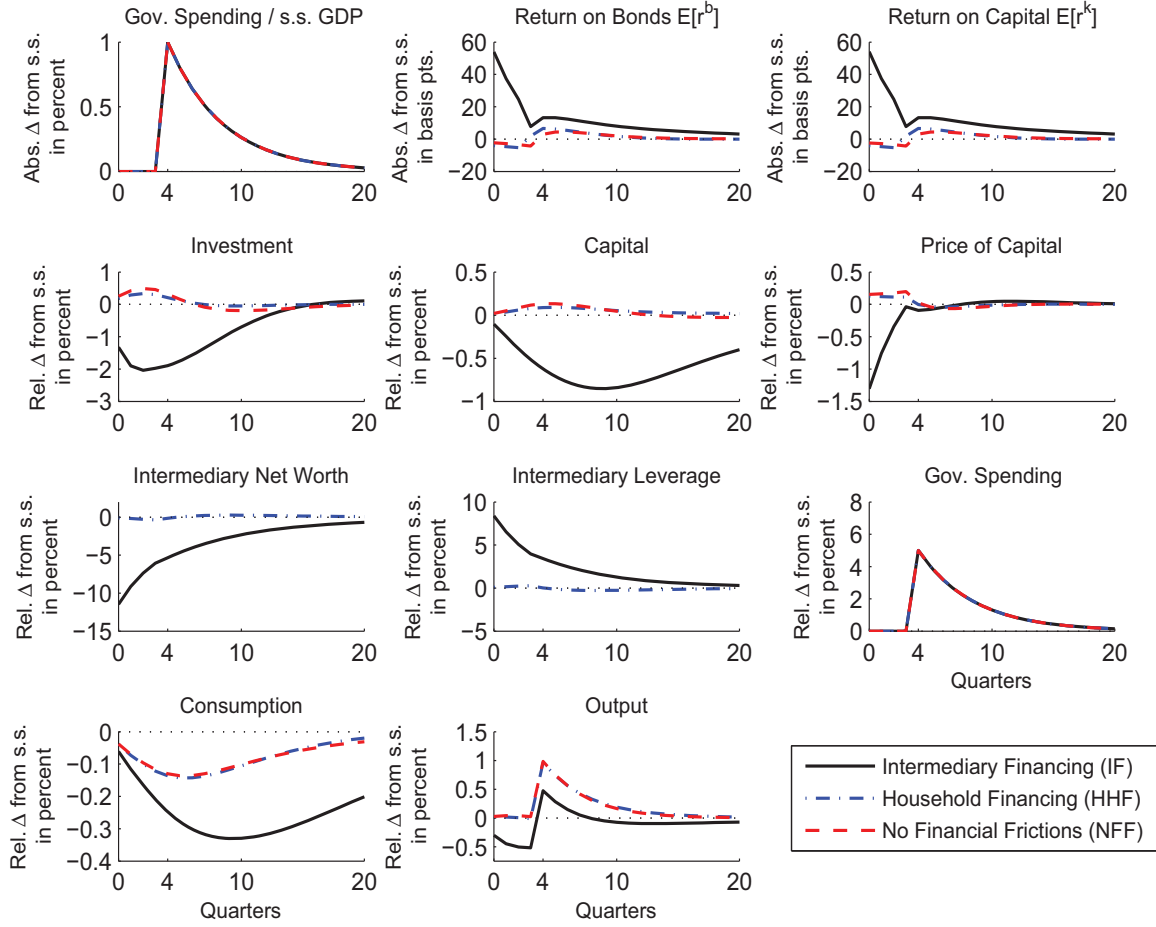 Gov. Spending / s.s. GDP
Abs. Δ from s.s.
in percent
1
0.5
0
0
4
10
20
Return on Bonds E[r^b]
Abs. Δ from s.s.
in basis pts.
60
40
20
0
−20
0
4
10
20
Return on Capital E[r^k]
Abs. Δ from s.s.
in basis pts.
60
40
20
0
−20
0
4
10
20
Investment
Rel. Δ from s.s.
in percent
1
0
−1
−2
−3
0
4
10
20
Capital
Rel. Δ from s.s.
in percent
0.5
0
−0.5
−1
0
4
10
20
Price of Capital
Rel. Δ from s.s.
in percent
0.5
0
−0.5
−1
−1.5
0
4
10
20
Intermediary Net Worth
Rel. Δ from s.s.
in percent
0
−5
−10
−15
0
4
10
20
Intermediary Leverage
Rel. Δ from s.s.
in percent
10
5
0
−5
0
4
10
20
Gov. Spending
Rel. Δ from s.s.
in percent
6
4
2
0
0
4
10
20
Quarters
Consumption
Rel. Δ from s.s.
in percent
0
−0.1
−0.2
−0.3
−0.4
0
4
10
20
Quarters
Output
Rel. Δ from s.s.
in percent
1.5
1
0.5
0
−0.5
0
4
10
20
Quarters
Intermediary Financing (IF)
Household Financing (HHF)
No Financial Frictions (NFF)